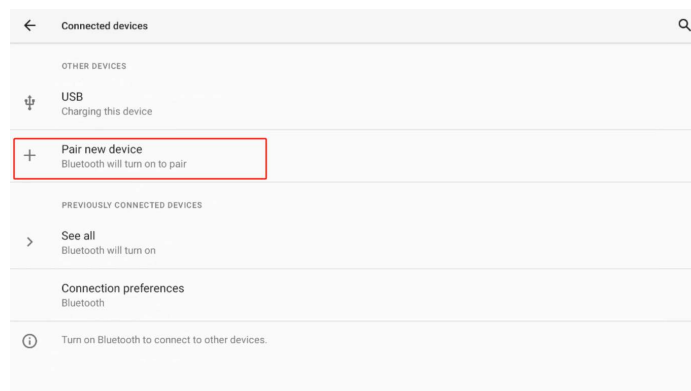 Connected devices
OTHER DEVICES
USB
Charging this device
Pair new device
Bluetooth will turn on to pair
PREVIOUSLY CONNECTED DEVICES
See all
Bluetooth will turn on
Connection preferences
Bluetooth
Turn on Bluetooth to connect to other devices.